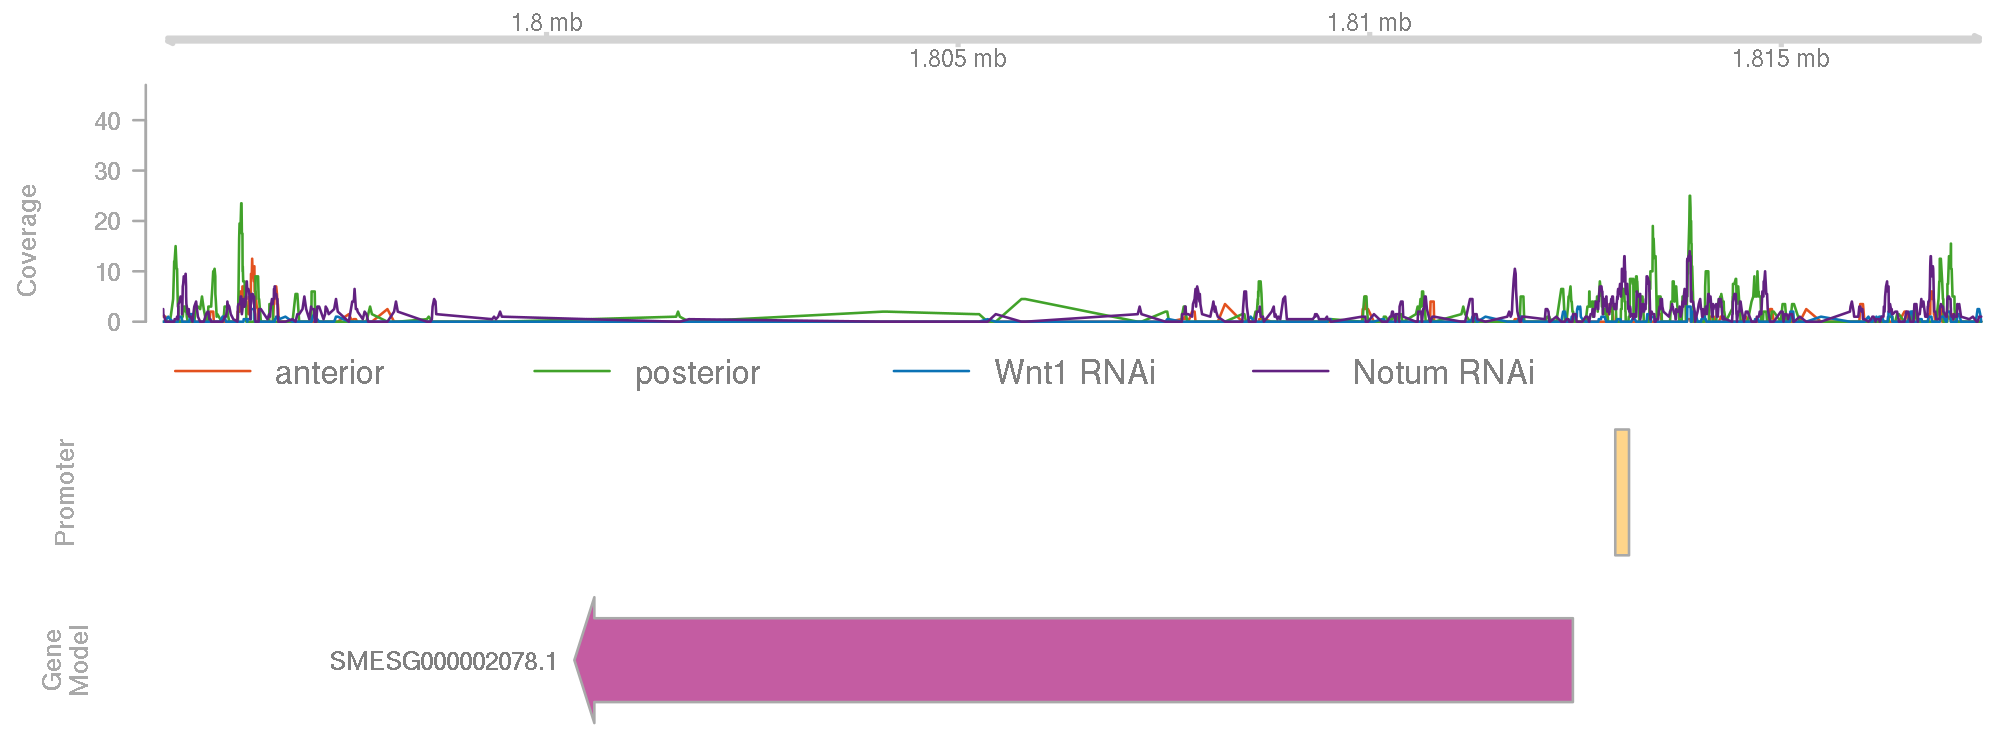 1.8 mb
1.81 mb
1.805 mb
1.815 mb
Coverage
40
30
20
10
0
anterior
posterior
Wnt1 RNAi
Notum RNAi
Promoter
Gene
Model
SMESG000002078.1